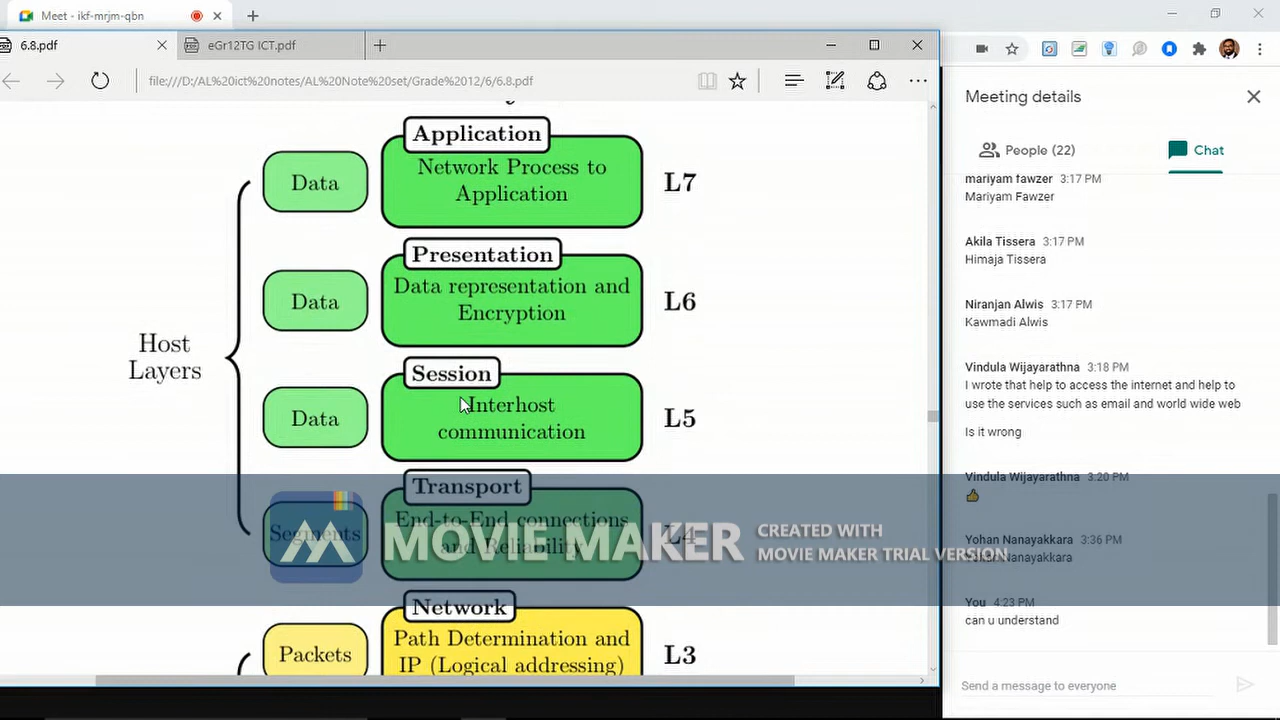 Meet - ikf-mrjm-qbn
6.8.pdf
eGr12TG ICT.pdf
file:///D:/AL%20ict%20notes/AL%20Note%20set/Grade%2012/6/6.8.pdf
Application
Data
Network Process to
Application
L7
Presentation
Data
Data representation and
Encryption
L6
Host
Layers
Session
Data
Interhost
communication
L5
Transport
Segments
End-to-End connections
and Reliability
L4
MOVIE MAKER
CREATED WITH
MOVIE MAKER TRIAL VERSION
Network
Packets
Path Determination and
IP (Logical addressing)
L3
Meeting details
People (22)
Chat
mariyam fawzer 3:17 PM
Mariyam Fawzer
Akila Tissera 3:17 PM
Himaja Tissera
Niranjan Alwis 3:17 PM
Kawmadi Alwis
Vindula Wijayarathna 3:18 PM
I wrote that help to access the internet and help to
use the services such as email and world wide web
Is it wrong
Vindula Wijayarathna 3:20 PM
Yohan Nanayakkara 3:36 PM
Yohan Nanayakkara
You 4:23 PM
can u understand
Send a message to everyone